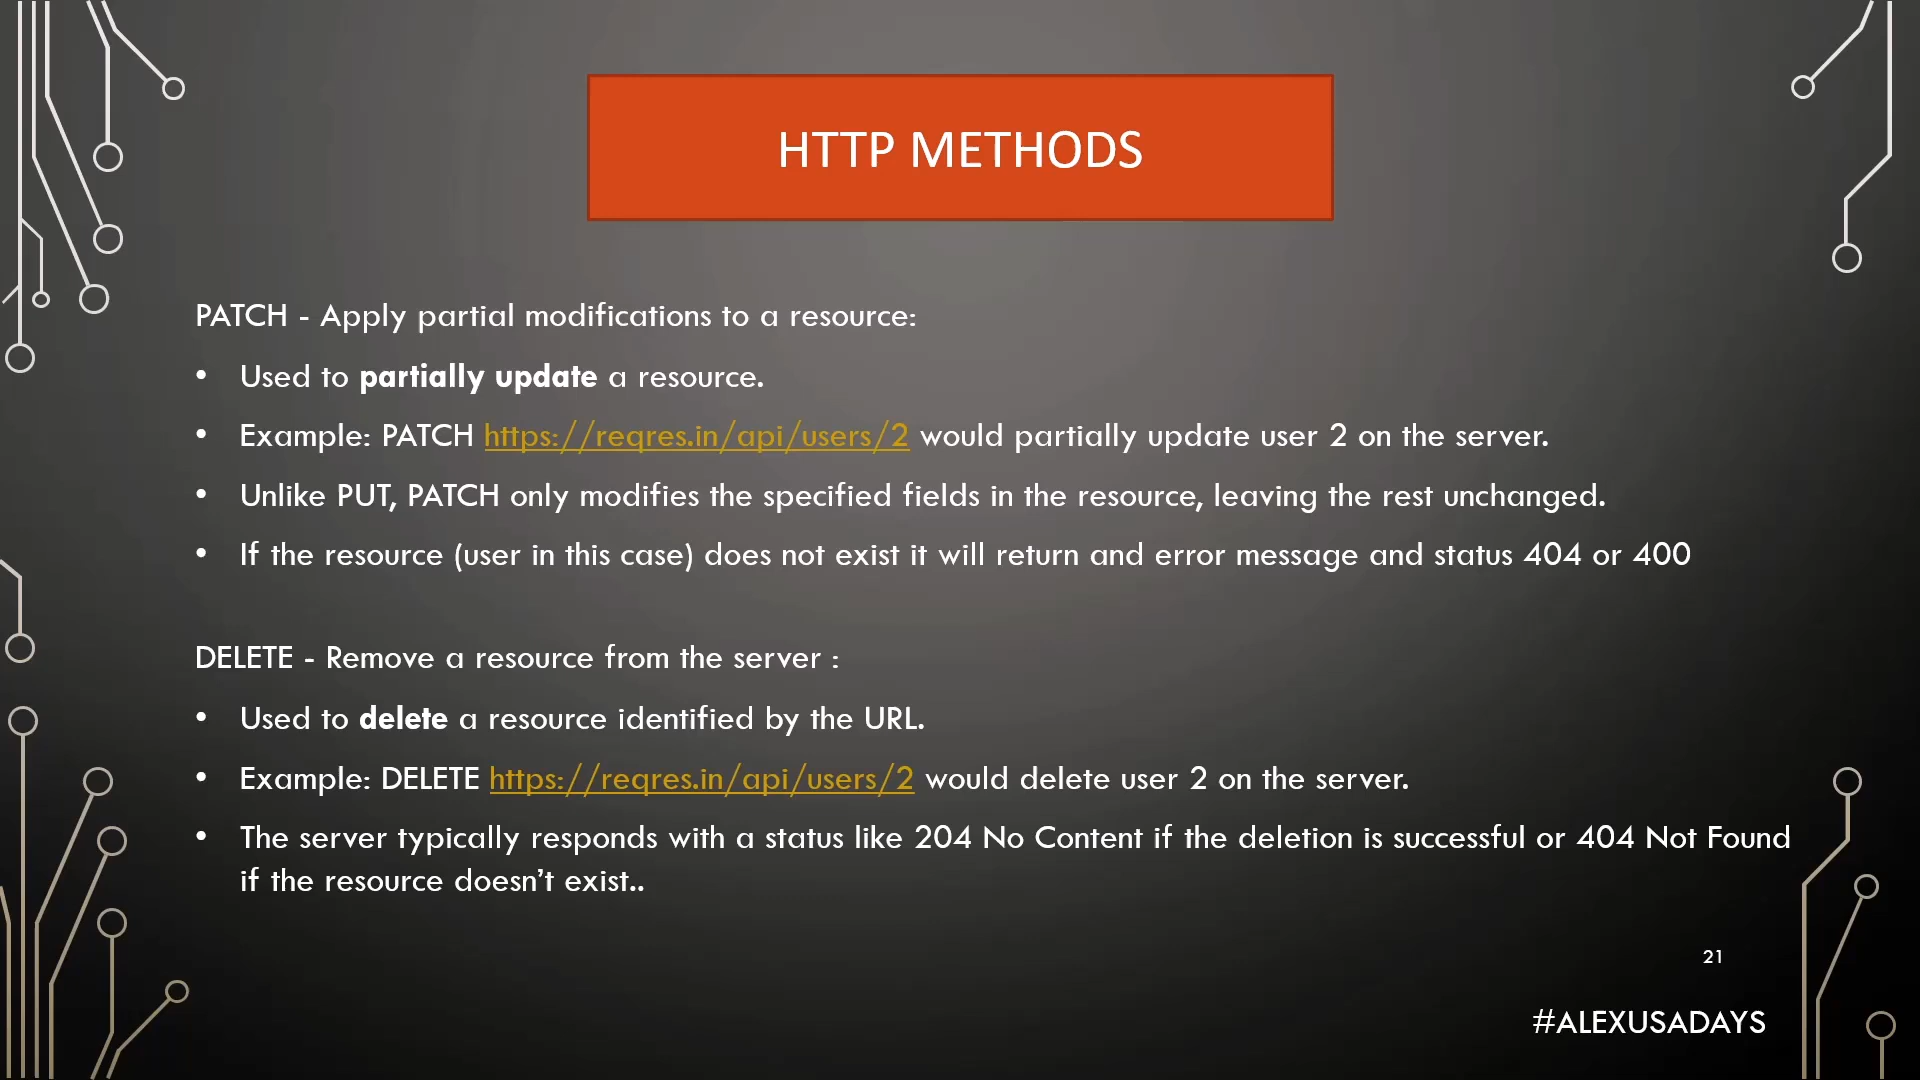 HTTP METHODS
PATCH - Apply partial modifications to a resource:
• Used to partially update a resource.
• Example: PATCH https://reqres.in/api/users/2 would partially update user 2 on the server.
• Unlike PUT, PATCH only modifies the specified fields in the resource, leaving the rest unchanged.
• If the resource (user in this case) does not exist it will return and error message and status 404 or 400
DELETE - Remove a resource from the server :
• Used to delete a resource identified by the URL.
• Example: DELETE https://reqres.in/api/users/2 would delete user 2 on the server.
• The server typically responds with a status like 204 No Content if the deletion is successful or 404 Not Found
if the resource doesn’t exist..
21
#ALEXUSADAYS